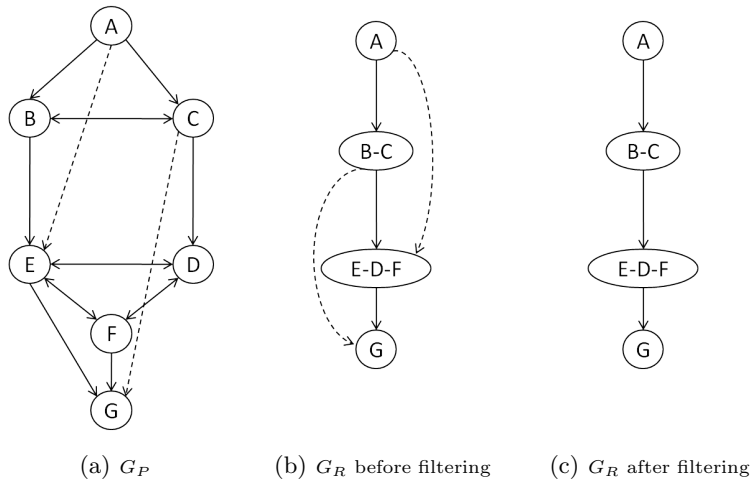 A
B
C
E
D
F
G
A
B-C
E-D-F
G
A
B-C
E-D-F
G
(a) G_P
(b) G_R before filtering
(c) G_R after filtering